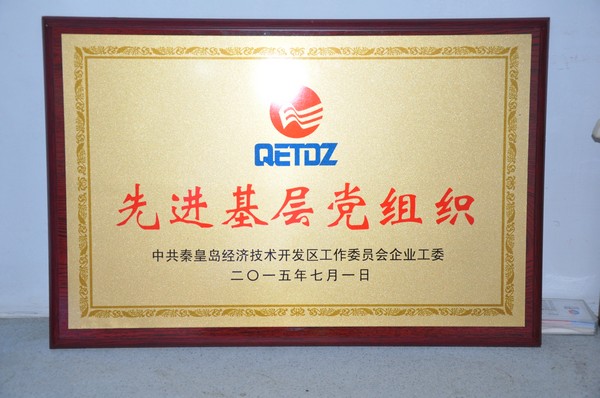 QETDZ
先进基层党组织
中共秦皇岛经济技术开发区工作委员会企业工委
二〇一五年七月一日